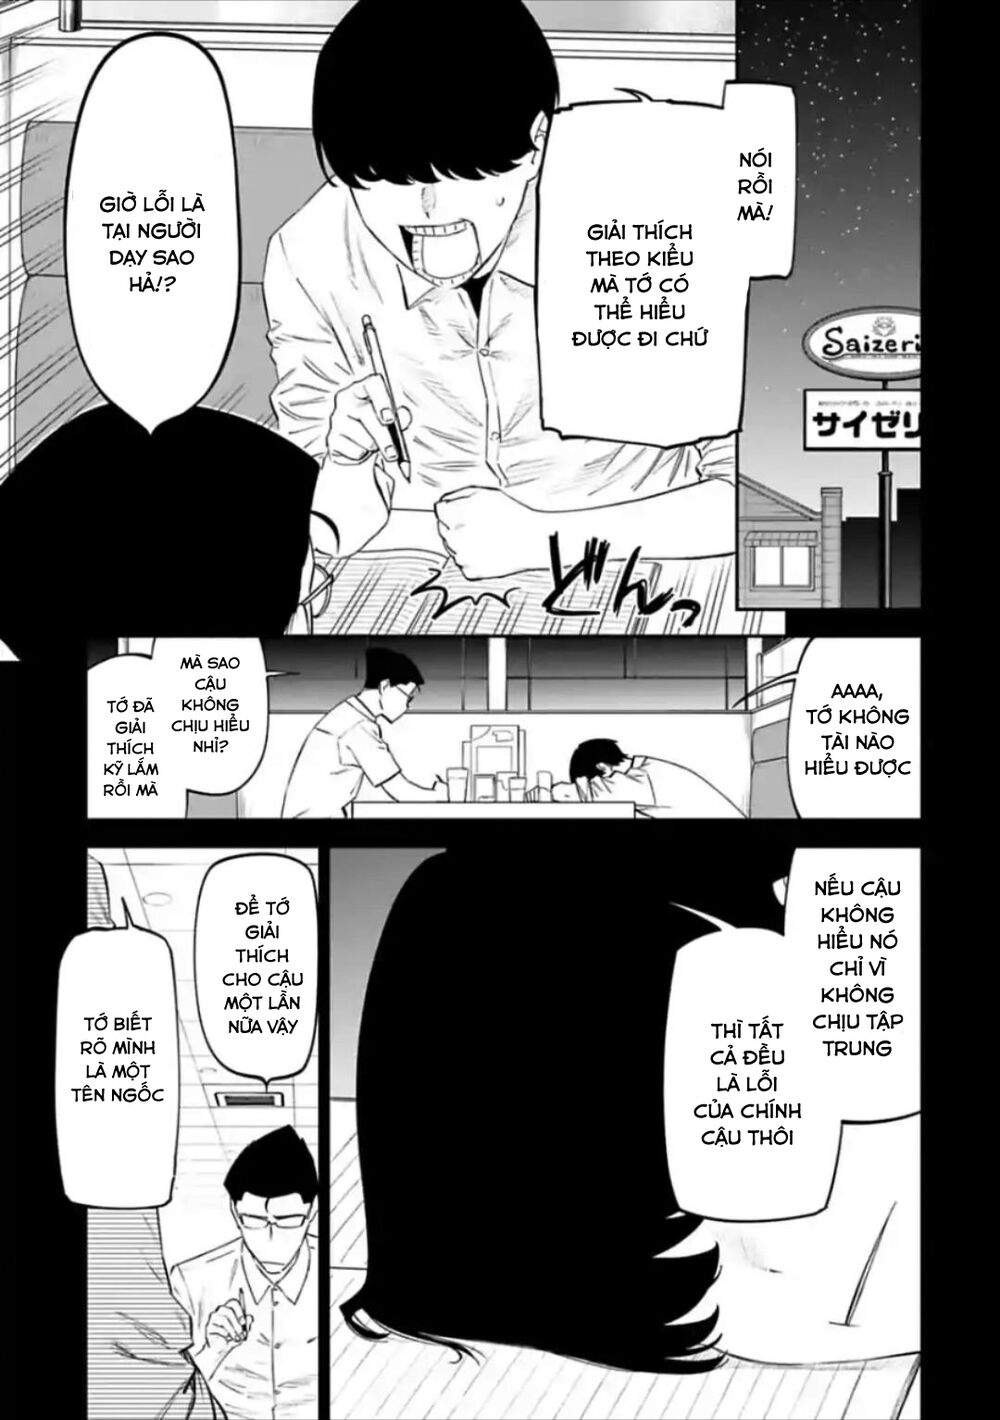 NÓI
RỒI
MÀ!
GIẢI THÍCH
THEO KIỂU
MÀ TỚ CÓ
THỂ HIỂU
ĐƯỢC ĐI CHỨ
GIỜ LỖI LÀ
TẠI NGƯỜI
DẠY SAO
HẢ!?
Saizeri
サイゼリ
どんっ
AAAA,
TỚ KHÔNG
TÀI NÀO
HIỂU ĐƯỢC
MÀ SAO
CẬU
KHÔNG
CHỊU HIỂU
NHỈ?
TỚ ĐÃ
GIẢI
THÍCH
KỸ LẮM
RỒI MÀ
NẾU CẬU
KHÔNG
HIỂU NÓ
CHỈ VÌ
KHÔNG
CHỊU TẬP
TRUNG
THÌ TẤT
CẢ ĐỀU
LÀ LỖI
CỦA CHÍNH
CẬU THÔI
ĐỂ TỚ
GIẢI
THÍCH
CHO CẬU
MỘT LẦN
NỮA VẬY
TỚ BIẾT
RÕ MÌNH
LÀ MỘT
TÊN NGỐC